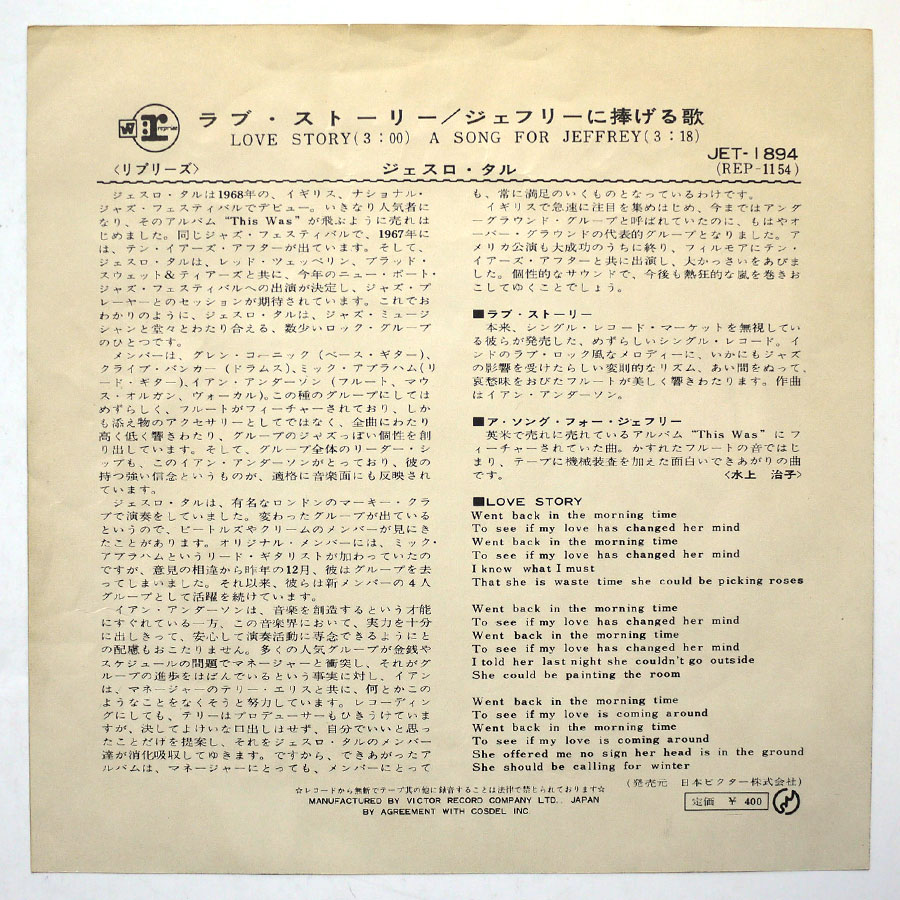 W r reprise
ラブ・ストーリー/ジェフリーに捧げる歌
LOVE STORY(3:00) A SONG FOR JEFFREY(3:18)
JET-1894
〈リプリーズ〉 ジェスロ・タル (REP-1154)
ジェスロ・タルは1968年の、イギリス、ナショナル・
ジャズ・フェスティバルでデビュー。いきなり人気者に
なり、そのアルバム“This Was”が飛ぶように売れは
じめました。同じジャズ・フェスティバルで、1967年に
は、テン・イアーズ・アフターが出ています。そして、
ジェスロ・タルは、レッド・ツェッペリン、ブラッド・
スウェット&ティアーズと共に、今年のニュー・ポート・
ジャズ・フェスティバルへの出演が決定し、ジャズ・プ
レーヤーとのセッションが期待されています。これでお
わかりのように、ジェスロ・タルは、ジャズ・ミュージ
シャンと堂々とわたり合える、数少いロック・グループ
のひとつです。
メンバーは、グレン・コーニック(ベース・ギター)、
クライブ・バンカー(ドラムス)、ミック・アブラハム(リ
ード・ギター)、イアン・アンダーソン(フルート、マウ
ス・オルガン、ヴォーカル)。この種のグループにしては
めずらしく、フルートがフィーチャーされており、しか
も添え物のアクセサリーとしてではなく、全曲にわたり
高く低く響きわたり、グループのジャズっぽい個性を創
り出しています。そして、グループ全体のリーダー・シ
ップも、このイアン・アンダーソンがとっており、彼の
持つ強い信念というものが、適格に音楽面にも反映され
ています。
ジェスロ・タルは、有名なロンドンのマーキー・クラ
ブで演奏をしていました。変わったグループが出ている
というので、ビートルズやクリームのメンバーが見にき
たことがあります。オリジナル・メンバーには、ミック・
アブラハムというリード・ギタリストが加わっていたの
ですが、意見の相違から昨年の12月、彼はグループを去
ってしまいました。それ以来、彼らは新メンバーの4人
グループとして活躍を続けています。
イアン・アンダーソンは、音楽を創造するという才能
にすぐれている一方、この音楽界において、実力を十分
に出しきって、安心して演奏活動に専念できるようにと
の配慮もおこたりません。多くの人気グループが金銭や
スケジュールの問題でマネージャーと衝突し、それがグ
ループの進歩をはばんでいるという事実に対し、イアン
は、マネージャーのテリー・エリスと共に、何とかこの
ようなことをなくそうと努力しています。レコーディン
グにしても、テリーはプロデューサーもひきうけていま
すが、決してよけいな口出しはせず、自分でいいと思っ
たことだけを提案し、それをジェスロ・タルのメンバー
達が消化吸収してゆきます。ですから、できあがったア
ルバムは、マネージャーにとっても、メンバーにとって
も、常に満足のいくものとなっているわけです。
イギリスで急速に注目を集めはじめ、今まではアンダ
ーグラウンド・グループと呼ばれていたのに、もはやオ
ーバー・グラウンドの代表的グループとなりました。ア
メリカ公演も大成功のうちに終り、フィルモアにテン・
イアーズ・アフターと共に出演し、大かっさいをあびま
した。個性的なサウンドで、今後も熱狂的な嵐を巻きお
こしてゆくことでしょう。
■ラブ・ストーリー
本来、シングル・レコード・マーケットを無視してい
る彼らが発売した、めずらしいシングル・レコード。イ
ンドのラブ・ロック風なメロディーに、いかにもジャズ
の影響を受けたらしい変則的なリズム、あい間をぬって、
哀愁味をおびたフルートが美しく響きわたります。作曲
はイアン・アンダーソン。
■ア・ソング・フォー・ジェフリー
英米で売れに売れているアルバム“This Was”にフ
ィーチャーされていた曲。かすれたフルートの音ではじ
まり、テープに機械装査を加えた面白いできあがりの曲
です。 〈水上 治子〉
■LOVE STORY
Went back in the morning time
To see if my love has changed her mind
Went back in the morning time
To see if my love has changed her mind
I know what I must
That she is waste time she could be picking roses
Went back in the morning time
To see if my love has changed her mind
Went back in the morning time
To see if my love has changed her mind
I told her last night she couldn't go outside
She could be painting the room
Went back in the morning time
To see if my love is coming around
Went back in the morning time
To see if my love is coming around
She offered me no sign her head is in the ground
She should be calling for winter
(発売元 日本ビクター株式会社)
☆レコードから無断でテープ其の他に録音することは法律で禁じられております☆
MANUFACTURED BY VICTOR RECORD COMPANY LTD., JAPAN
BY AGREEMENT WITH COSDEL INC
定価 ¥400